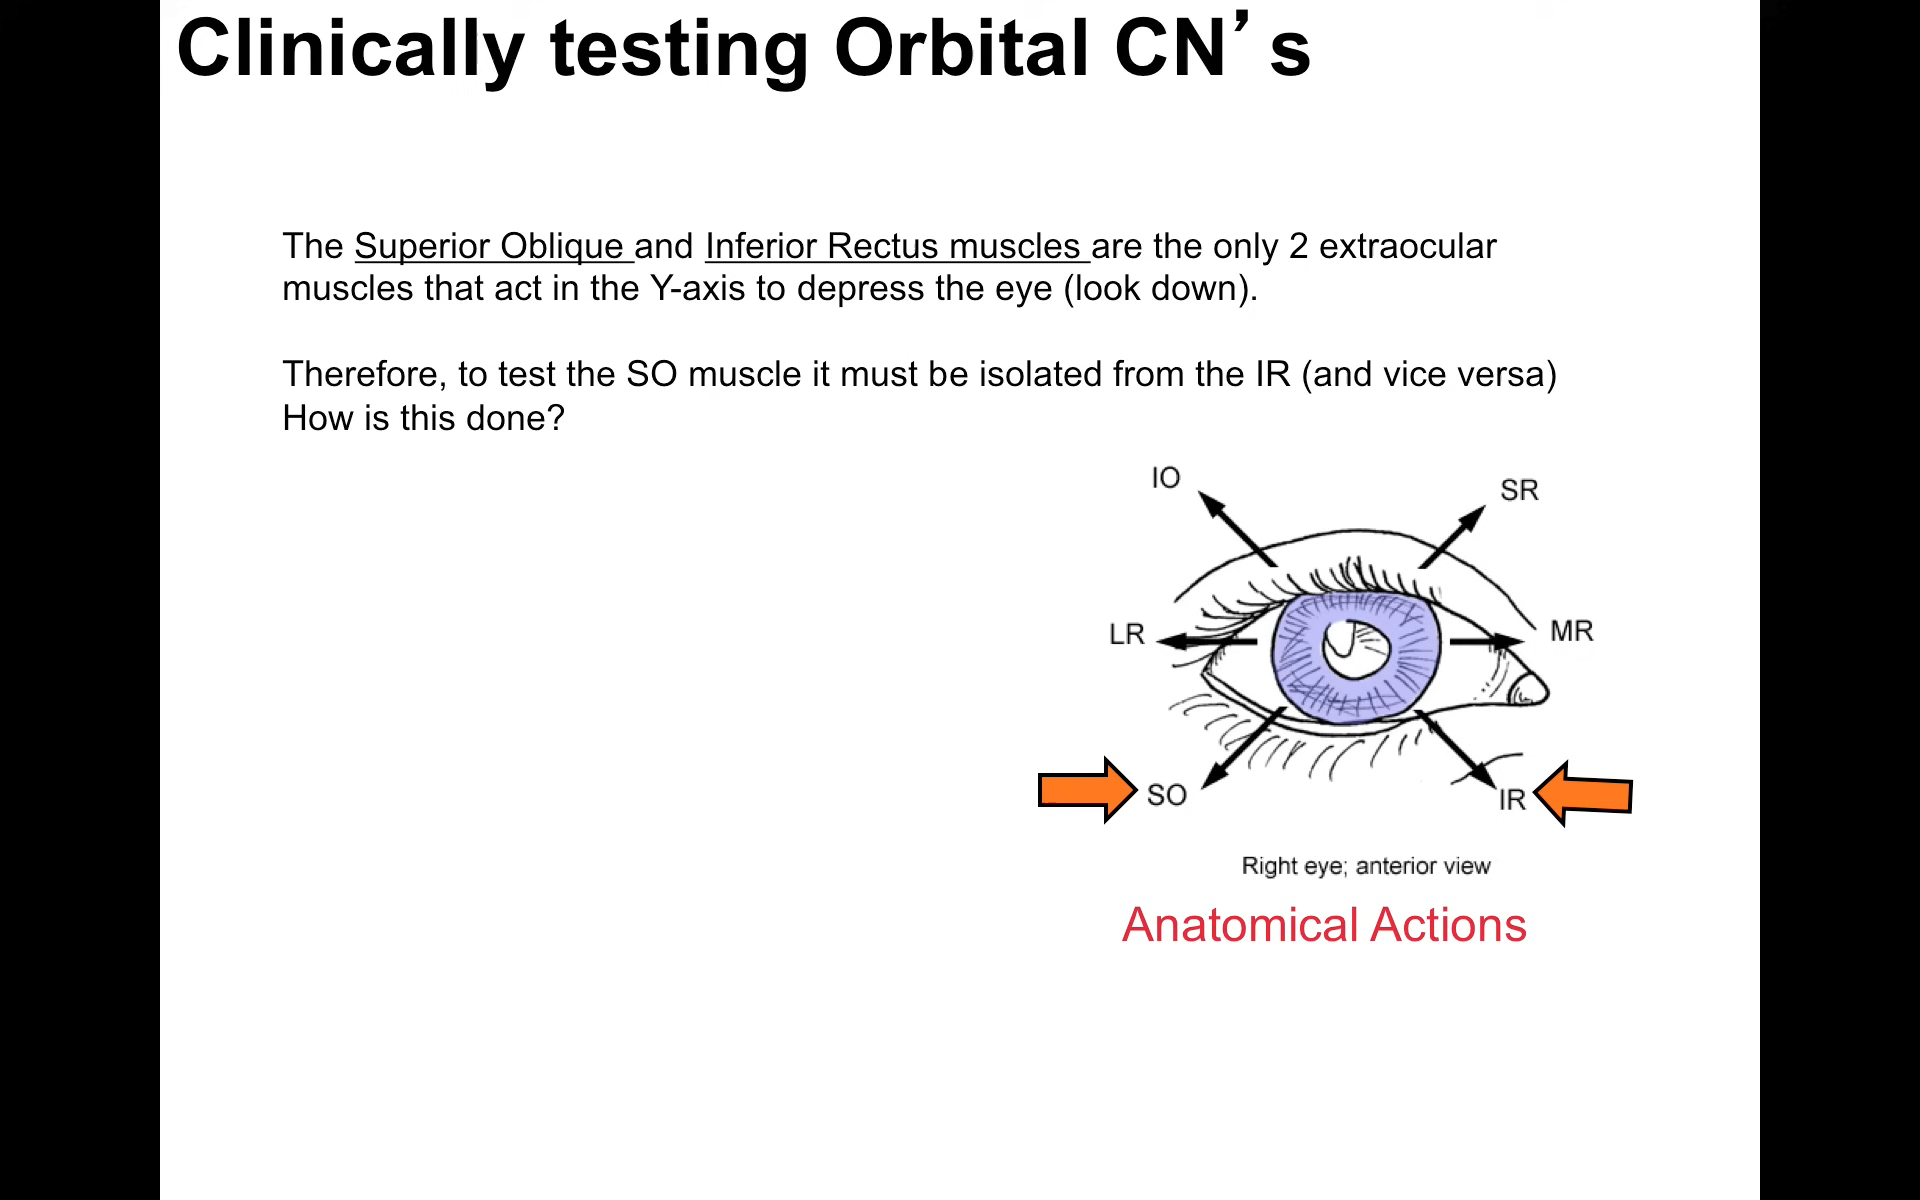 Clinically testing Orbital CN’s
The Superior Oblique and Inferior Rectus muscles are the only 2 extraocular
muscles that act in the Y-axis to depress the eye (look down).
Therefore, to test the SO muscle it must be isolated from the IR (and vice versa)
How is this done?
IO
SR
LR
MR
SO
IR
Right eye; anterior view
Anatomical Actions